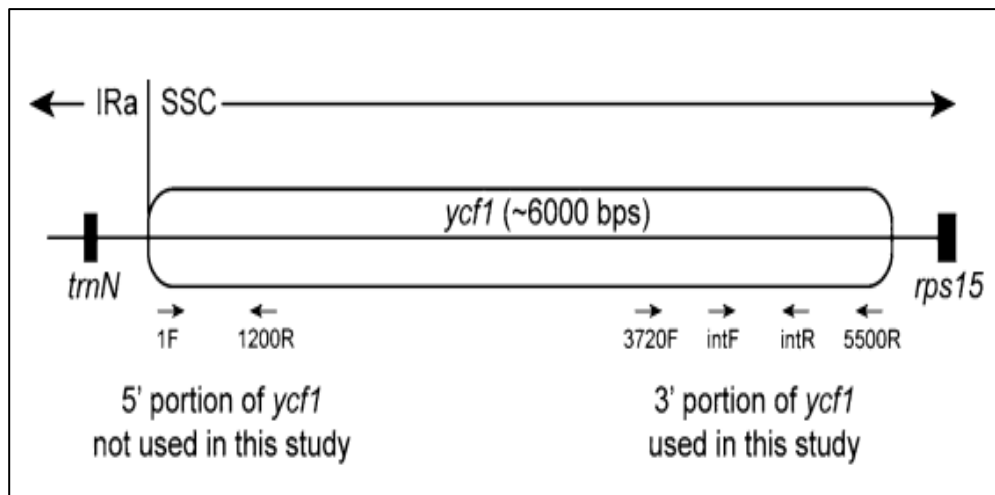 IRa SSC
ycf1 (~6000 bps)
trnN
rps15
1F 1200R 3720F intF intR 5500R
5’ portion of ycf1
not used in this study
3’ portion of ycf1
used in this study